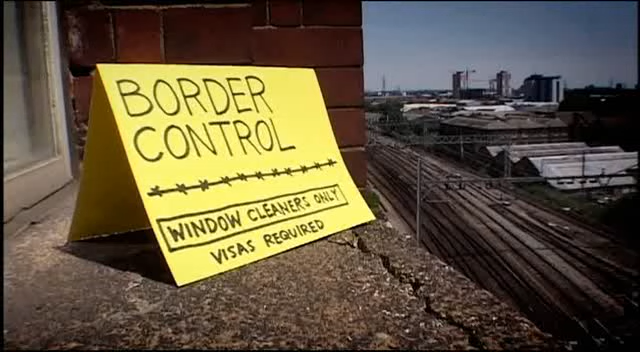 BORDER
CONTROL
WINDOW CLEANERS ONLY
VISAS REQUIRED